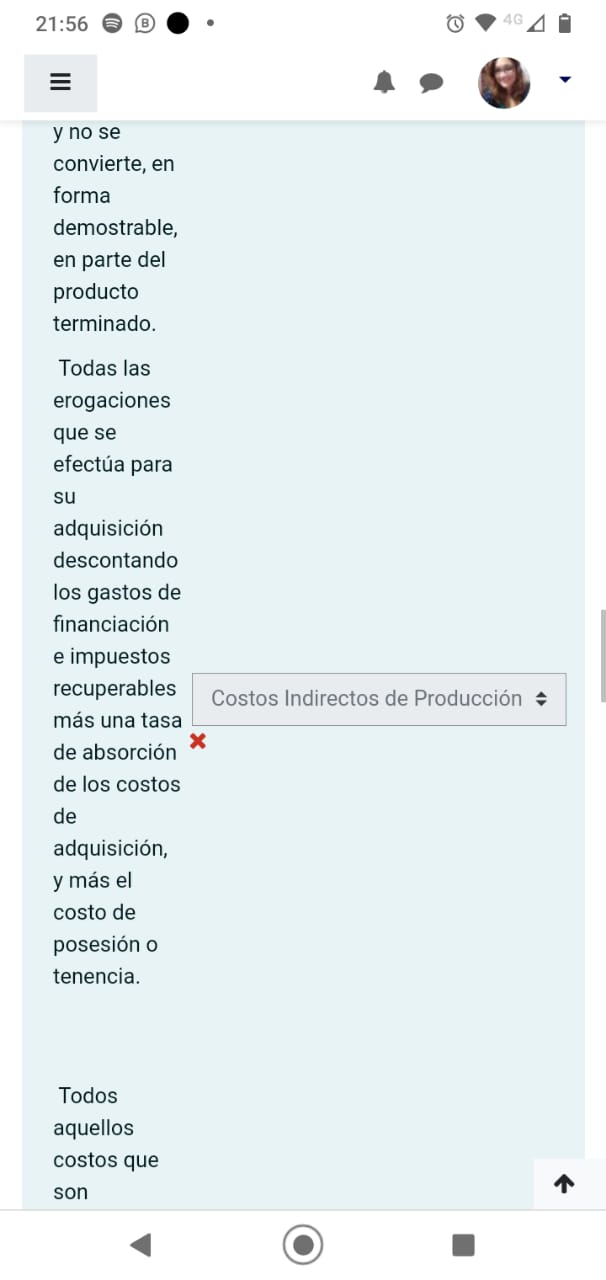 21:56
4G
y no se
convierte, en
forma
demostrable,
en parte del
producto
terminado.
Todas las
erogaciones
que se
efectúa para
su
adquisición
descontando
los gastos de
financiación
e impuestos
recuperables
más una tasa
de absorción
de los costos
de
adquisición,
y más el
costo de
posesión o
tenencia.
Costos Indirectos de Producción
Todos
aquellos
costos que
son